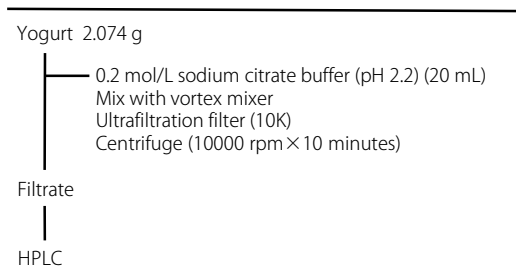 Yogurt 2.074 g
0.2 mol/L sodium citrate buffer (pH 2.2) (20 mL)
Mix with vortex mixer
Ultrafiltration filter (10K)
Centrifuge (10000 rpm×10 minutes)
Filtrate
HPLC